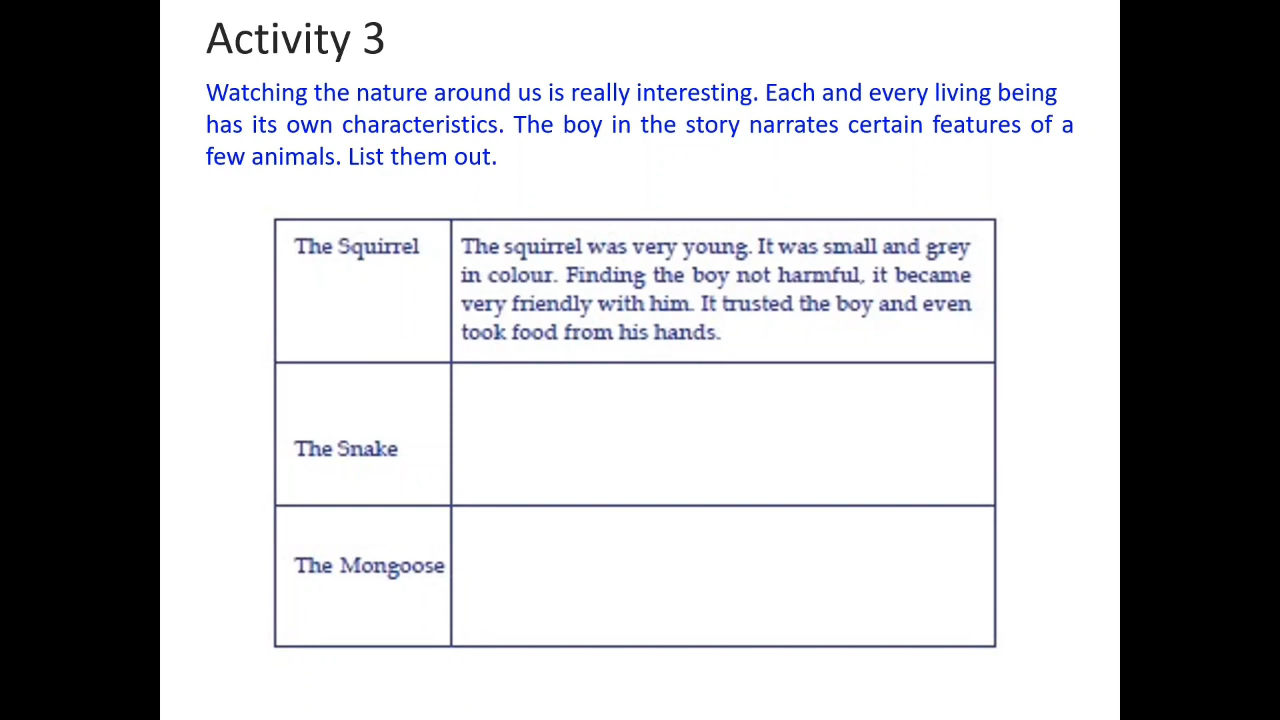 Activity 3
Watching the nature around us is really interesting. Each and every living being
has its own characteristics. The boy in the story narrates certain features of a
few animals. List them out.
The Squirrel
The squirrel was very young. It was small and grey
in colour. Finding the boy not harmful, it became
very friendly with him. It trusted the boy and even
took food from his hands.
The Snake
The Mongoose